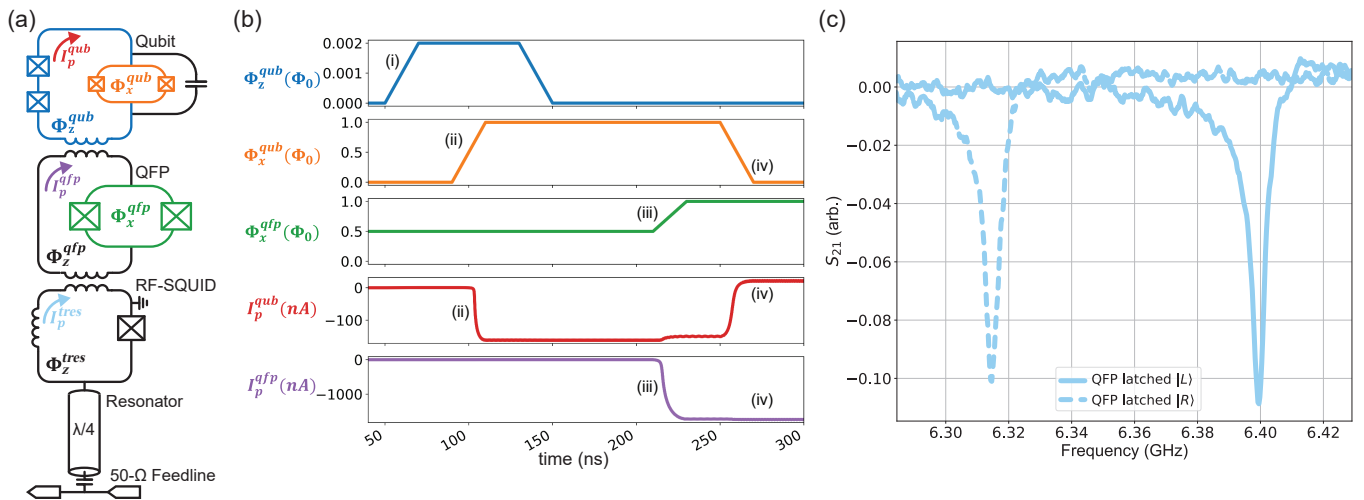 (a)
Qubit
I_p^{qub}
Φ_x^{qub}
Φ_z^{qub}
QFP
I_p^{qfp}
Φ_x^{qfp}
Φ_z^{qfp}
RF-SQUID
I_p^{tres}
Φ_z^{tres}
Resonator
λ/4
50-Ω Feedline
(b)
Φ_z^{qub}(Φ_0)
0.002
0.001
0.000
(i)
Φ_x^{qub}(Φ_0)
1.0
0.5
0.0
(ii)
(iv)
Φ_x^{qfp}(Φ_0)
1.0
0.5
0.0
(iii)
I_p^{qub}(nA)
0
−100
(ii)
(iv)
I_p^{qfp}(nA)
0
−1000
(iii)
(iv)
50
100
150
200
250
300
time (ns)
(c)
S_{21} (arb.)
0.00
−0.02
−0.04
−0.06
−0.08
−0.10
QFP latched |L⟩
QFP latched |R⟩
6.30
6.32
6.34
6.36
6.38
6.40
6.42
Frequency (GHz)